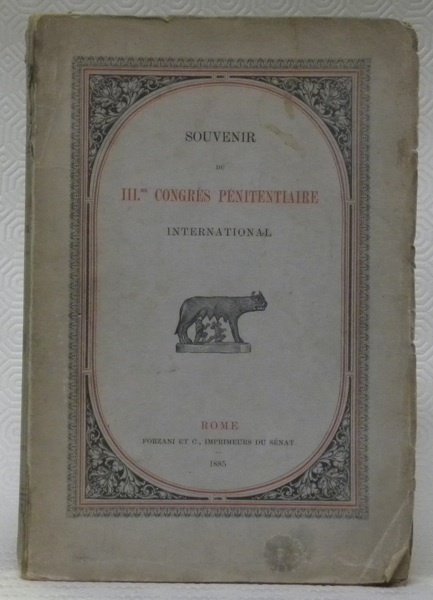 SOUVENIR
DU
III.me CONGRÈS PÉNITENTIAIRE
INTERNATIONAL
ROME
FORZANI ET C., IMPRIMEURS DU SÉNAT
1885